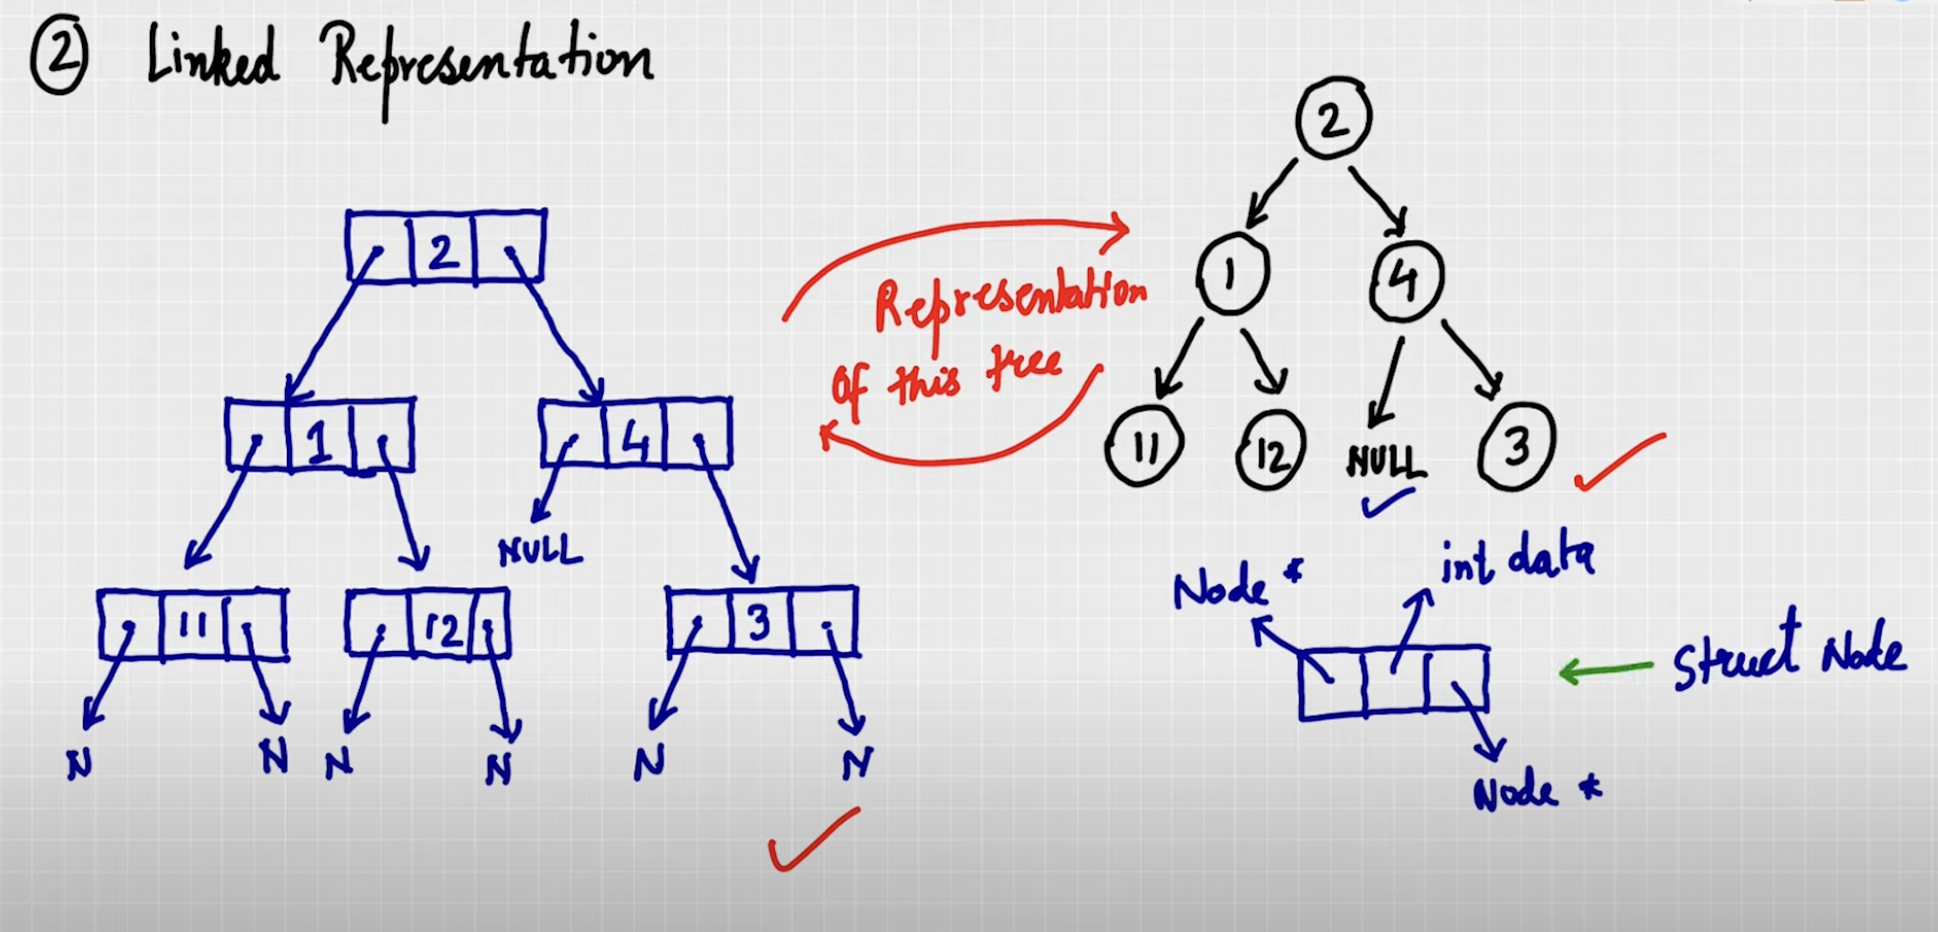 ② Linked Representation
2
1 4
NULL
11 12 3
N N N N N N
Representation
Of this tree
2
1 4
11 12 NULL 3
Node * int data
Struct Node
Node *